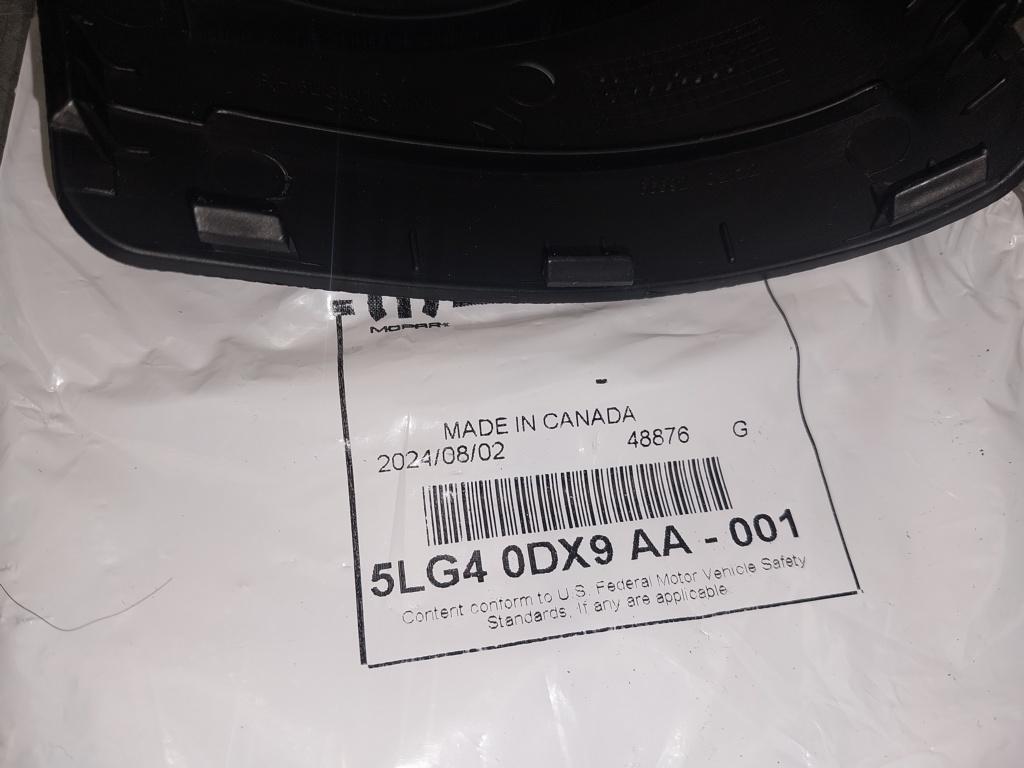 MOPAR
MADE IN CANADA
2024/08/02 48876 G
5LG4 0DX9 AA - 001
Content conform to U.S. Federal Motor Vehicle Safety
Standards, If any are applicable